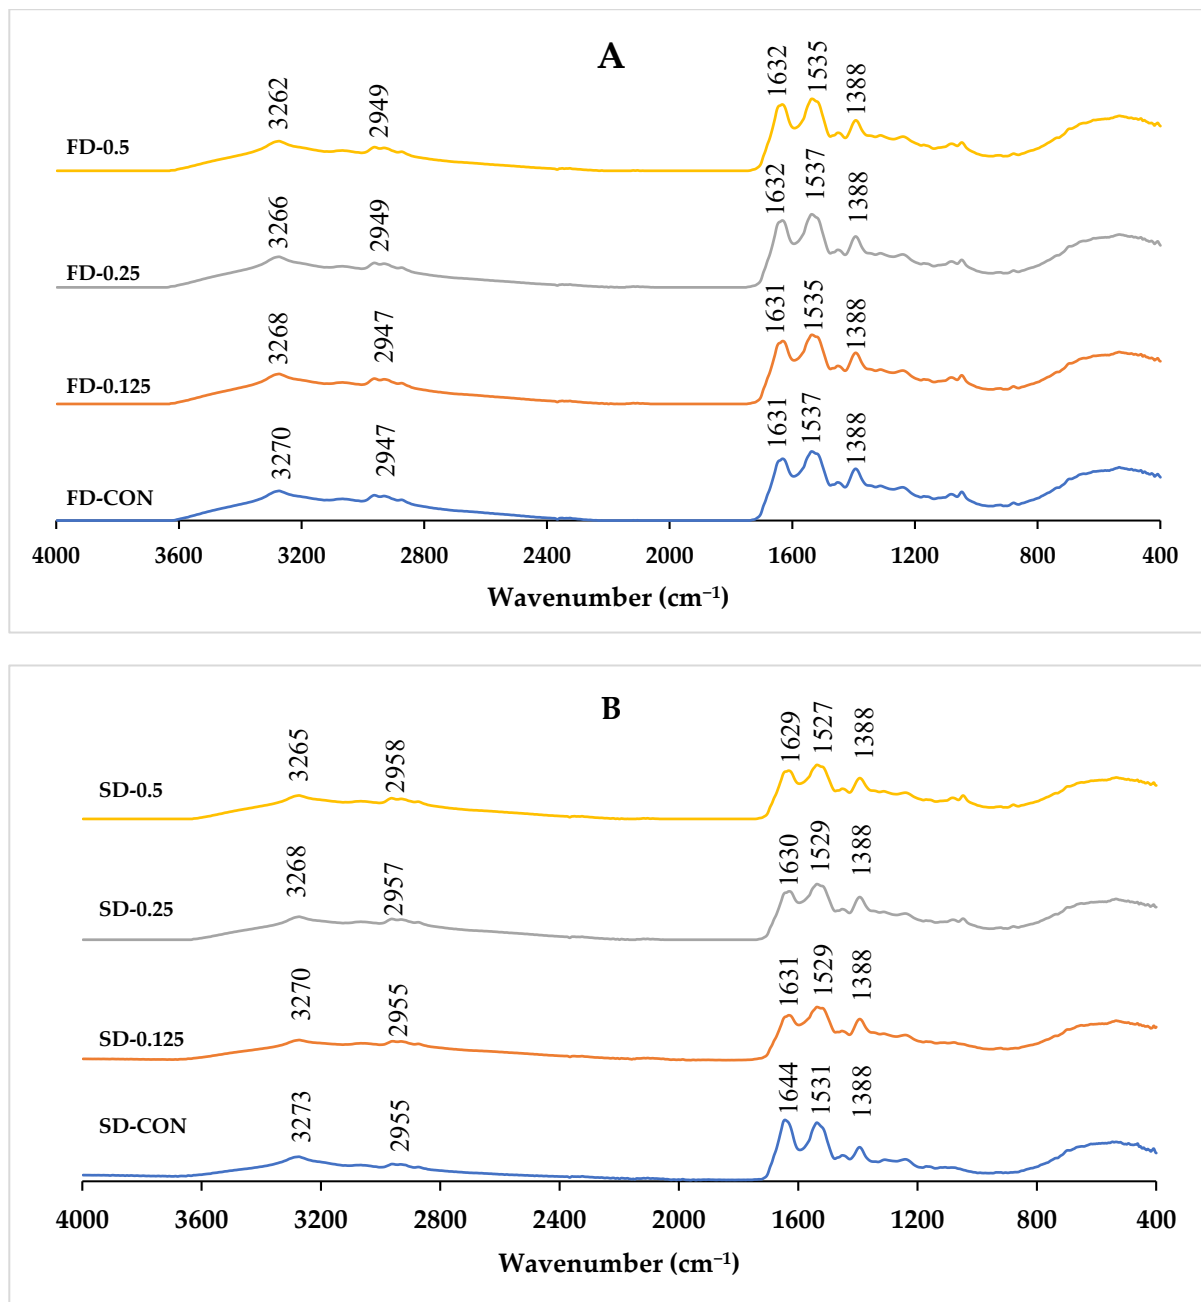 A
3262 2949 1632 1535 1388
FD-0.5
3266 2949 1632 1537 1388
FD-0.25
3268 2947 1631 1535 1388
FD-0.125
3270 2947 1631 1537 1388
FD-CON
4000 3600 3200 2800 2400 2000 1600 1200 800 400
Wavenumber (cm⁻¹)
B
3265 2958 1629 1527 1388
SD-0.5
3268 2957 1630 1529 1388
SD-0.25
3270 2955 1631 1529 1388
SD-0.125
3273 2955 1644 1531 1388
SD-CON
4000 3600 3200 2800 2400 2000 1600 1200 800 400
Wavenumber (cm⁻¹)